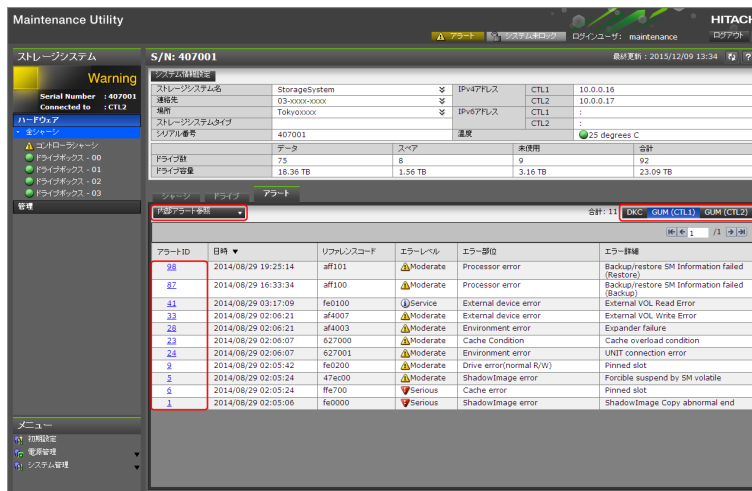 Maintenance Utility
HITACH
アラート システム未ロック ログインユーザ: maintenance ログアウト
ストレージシステム
Warning
Serial Number : 407001
Connected to : CTL2
ハードウェア
全シャーシ
コントローラシャーシ
ドライブボックス - 00
ドライブボックス - 01
ドライブボックス - 02
ドライブボックス - 03
管理
メニュー
初期設定
電源管理
システム管理
S/N: 407001
最終更新 : 2015/12/09 13:34
システム情報設定
ストレージシステム名 StorageSystem IPv4アドレス CTL1 10.0.0.16
連絡先 03-xxxx-xxxx CTL2 10.0.0.17
場所 Tokyoxxxx IPv6アドレス CTL1 :
ストレージシステムタイプ CTL2 :
シリアル番号 407001 温度 25 degrees C
データ スペア 未使用 合計
ドライブ数 75 8 9 92
ドライブ容量 18.36 TB 1.56 TB 3.16 TB 23.09 TB
シャーシ ドライブ アラート
内部アラート参照 合計: 11 DKC GUM (CTL1) GUM (CTL2)
1 /1
アラートID 日時 ▼ リファレンスコード エラーレベル エラー部位 エラー詳細
98 2014/08/29 19:25:14 aff101 Moderate Processor error Backup/restore SM Information failed
(Restore)
87 2014/08/29 16:33:34 aff100 Moderate Processor error Backup/restore SM Information failed
(Backup)
41 2014/08/29 03:17:09 fe0100 Service External device error External VOL Read Error
33 2014/08/29 02:06:21 af4007 Moderate External device error External VOL Write Error
28 2014/08/29 02:06:21 af4003 Moderate Environment error Expander failure
23 2014/08/29 02:06:07 627000 Moderate Cache Condition Cache overload condition
24 2014/08/29 02:06:07 627001 Moderate Environment error UNIT connection error
9 2014/08/29 02:05:42 fe0200 Moderate Drive error(normal R/W) Pinned slot
5 2014/08/29 02:05:24 47ec00 Moderate ShadowImage error Forcible suspend by SM volatile
6 2014/08/29 02:05:24 ffe700 Serious Cache error Pinned slot
1 2014/08/29 02:05:06 fe0000 Serious ShadowImage error ShadowImage Copy abnormal end